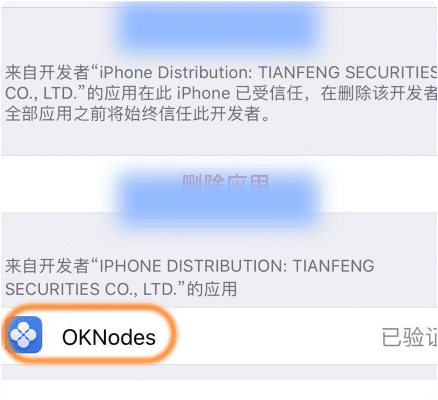 来自开发者“iPhone Distribution: TIANFENG SECURITIES
CO., LTD.”的应用在此 iPhone 已受信任，在删除该开发者
全部应用之前将始终信任此开发者。
删除应用
来自开发者“IPHONE DISTRIBUTION: TIANFENG
SECURITIES CO., LTD.”的应用
OKNodes
已验证